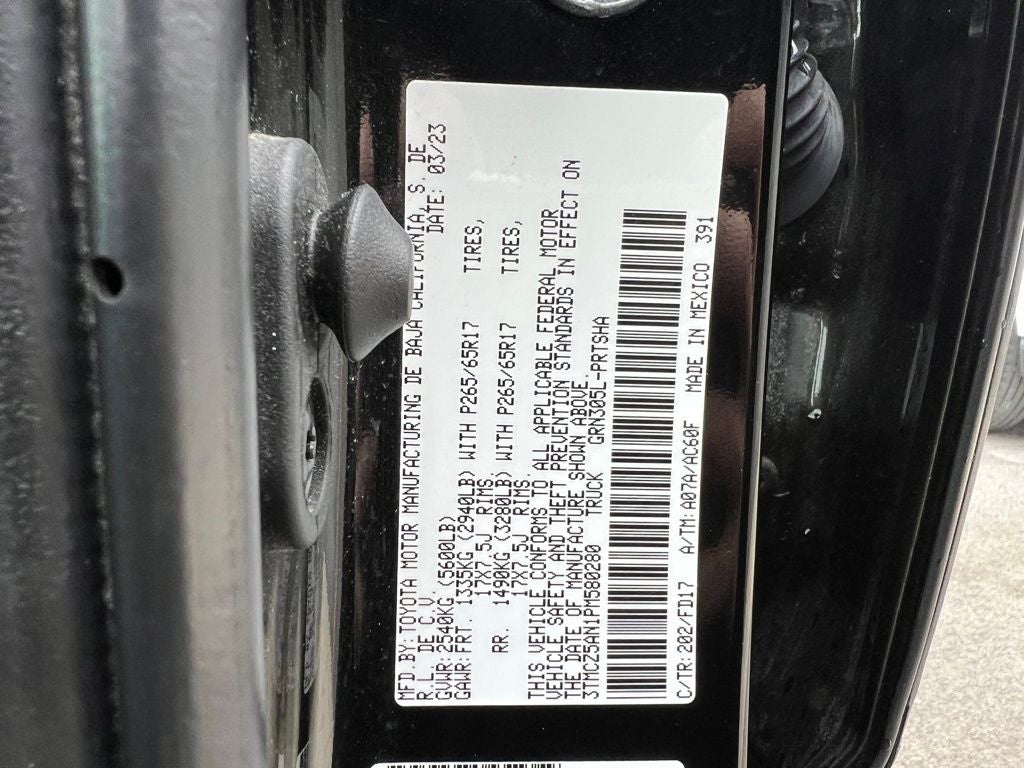 MFD BY: TOYOTA MOTOR MANUFACTURING DE BAJA CALIFORNIA, S. DE
R. L. DE C. V. DATE: 03/23
GVWR: 2540KG (5600LB)
GAWR: FRT. 1335KG (2940LB) WITH P265/65R17 TIRES,
17X7.5J RIMS,
RR. 1490KG (3280LB) WITH P265/65R17 TIRES,
17X7.5J RIMS.
THIS VEHICLE CONFORMS TO ALL APPLICABLE FEDERAL MOTOR
VEHICLE SAFETY AND THEFT PREVENTION STANDARDS IN EFFECT ON
THE DATE OF MANUFACTURE SHOWN ABOVE.
3TMCZ5AN1PM580280 TRUCK GRN305L-PRTSHA
C/TR: 202/FD17 A/TM: A07A/AC60F MADE IN MEXICO 391